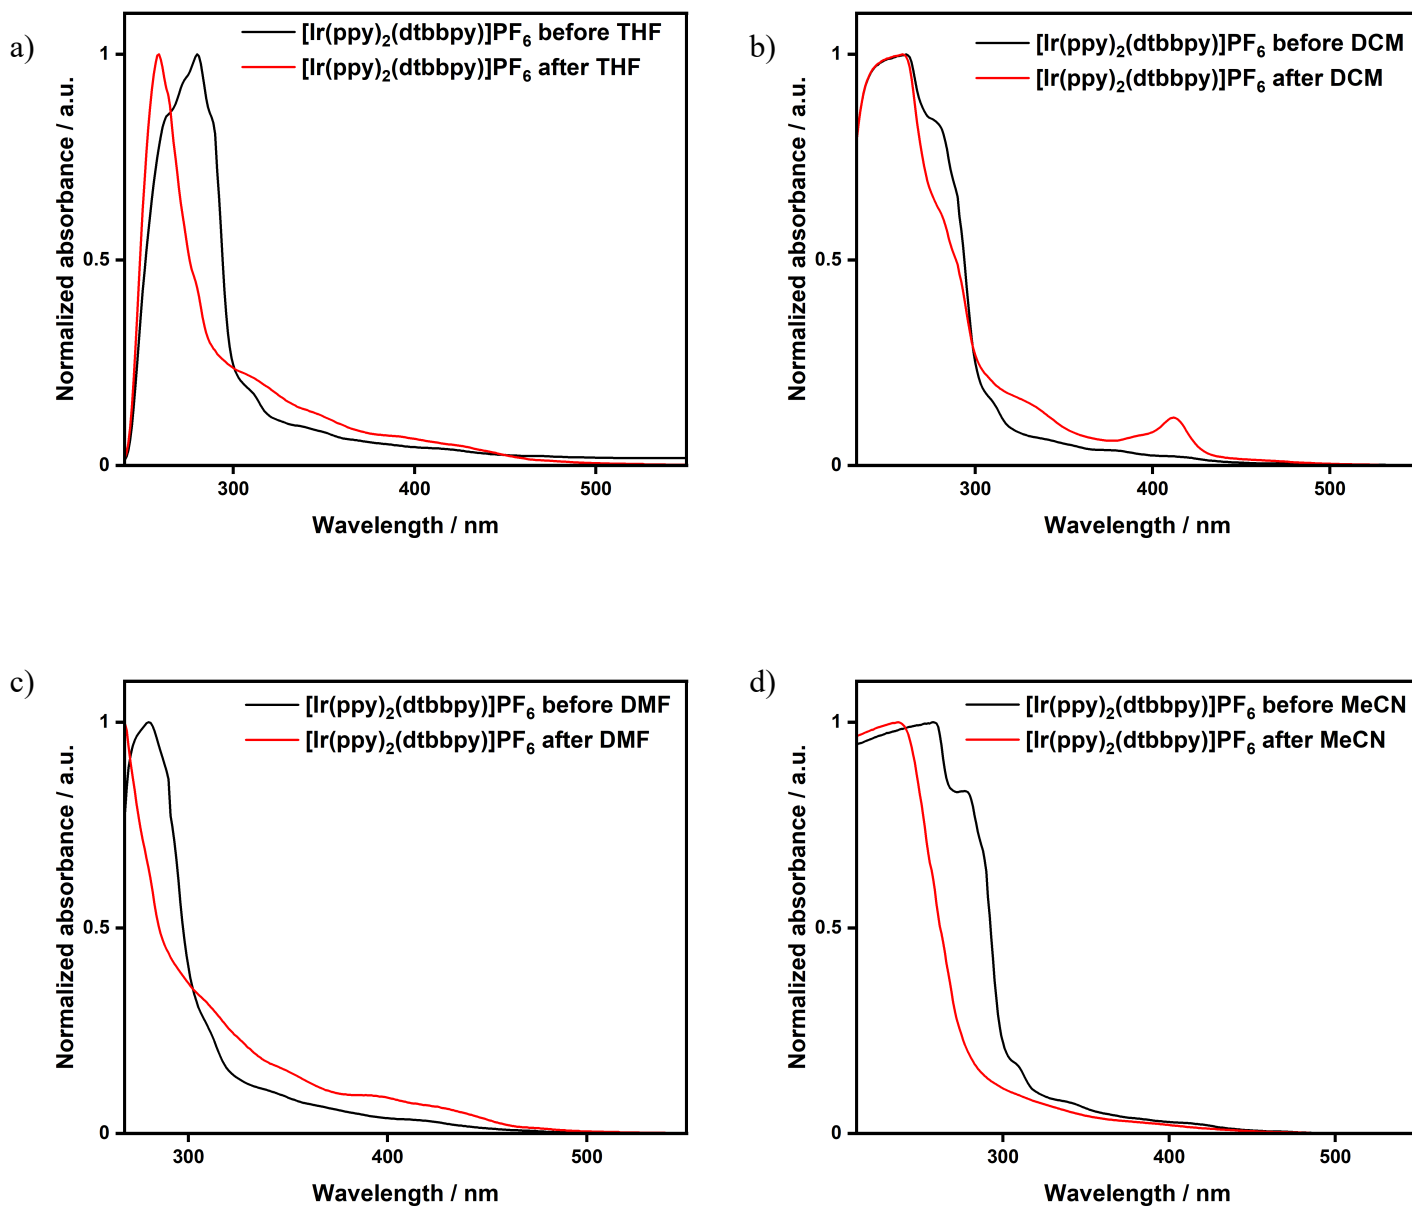 a)
[Ir(ppy)2(dtbbpy)]PF6 before THF
[Ir(ppy)2(dtbbpy)]PF6 after THF
Normalized absorbance / a.u.
1
0.5
0
300 400 500
Wavelength / nm
b)
[Ir(ppy)2(dtbbpy)]PF6 before DCM
[Ir(ppy)2(dtbbpy)]PF6 after DCM
Normalized absorbance / a.u.
1
0.5
0
300 400 500
Wavelength / nm
c)
[Ir(ppy)2(dtbbpy)]PF6 before DMF
[Ir(ppy)2(dtbbpy)]PF6 after DMF
Normalized absorbance / a.u.
1
0.5
0
300 400 500
Wavelength / nm
d)
[Ir(ppy)2(dtbbpy)]PF6 before MeCN
[Ir(ppy)2(dtbbpy)]PF6 after MeCN
Normalized absorbance / a.u.
1
0.5
0
300 400 500
Wavelength / nm